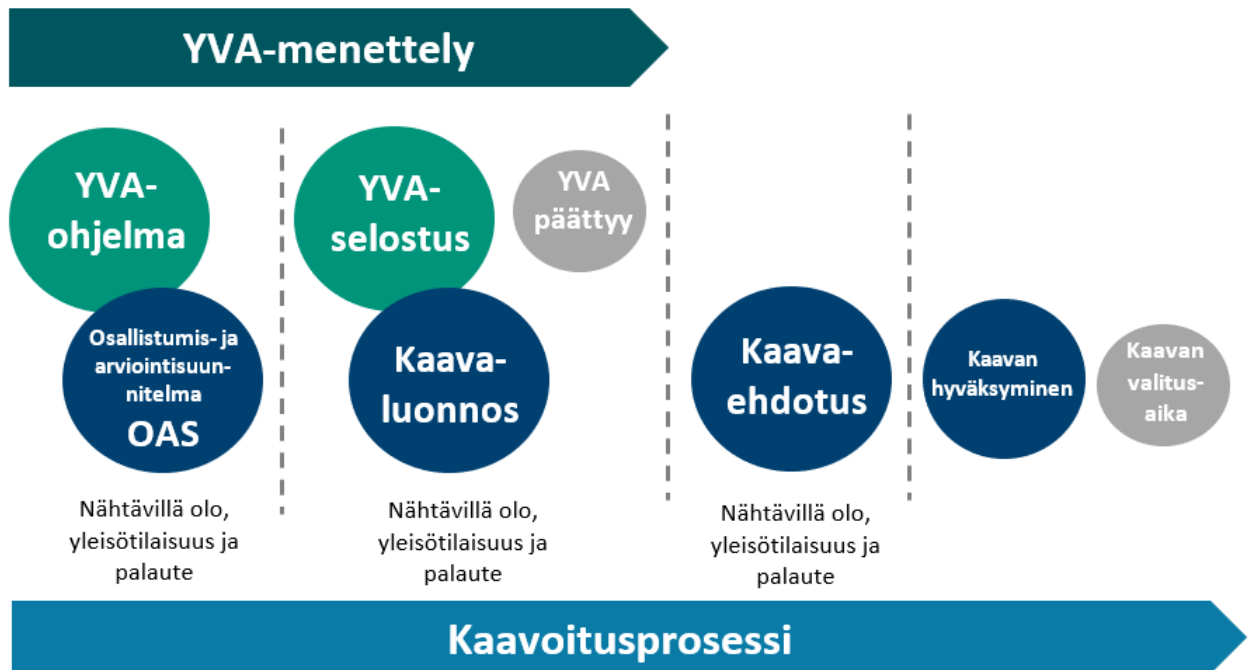 YVA-menettely
YVA-
ohjelma
Osallistumis- ja
arviointisuun-
nitelma
OAS
Nähtävillä olo,
yleisötilaisuus ja
palaute
YVA-
selostus
YVA
päättyy
Kaava-
luonnos
Nähtävillä olo,
yleisötilaisuus ja
palaute
Kaava-
ehdotus
Nähtävillä olo,
yleisötilaisuus ja
palaute
Kaavan
hyväksyminen
Kaavan
valitus-
aika
Kaavoitusprosessi